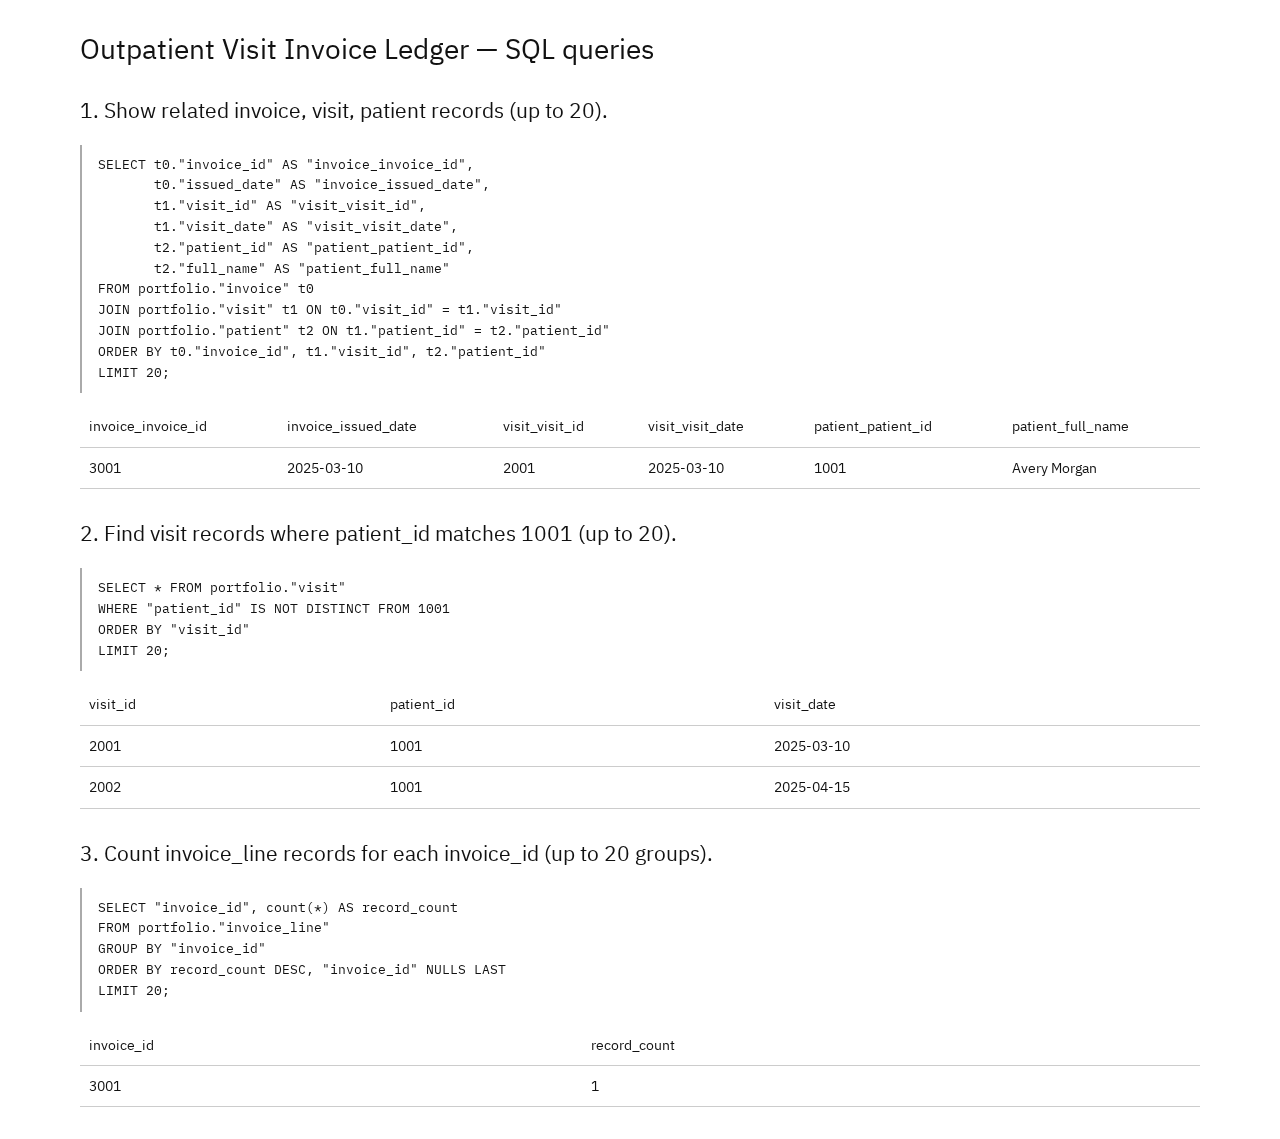 Outpatient Visit Invoice Ledger — SQL queries
1. Show related invoice, visit, patient records (up to 20).
SELECT t0."invoice_id" AS "invoice_invoice_id",
t0."issued_date" AS "invoice_issued_date",
t1."visit_id" AS "visit_visit_id",
t1."visit_date" AS "visit_visit_date",
t2."patient_id" AS "patient_patient_id",
t2."full_name" AS "patient_full_name"
FROM portfolio."invoice" t0
JOIN portfolio."visit" t1 ON t0."visit_id" = t1."visit_id"
JOIN portfolio."patient" t2 ON t1."patient_id" = t2."patient_id"
ORDER BY t0."invoice_id", t1."visit_id", t2."patient_id"
LIMIT 20;
invoice_invoice_id invoice_issued_date visit_visit_id visit_visit_date patient_patient_id patient_full_name
3001 2025-03-10 2001 2025-03-10 1001 Avery Morgan
2. Find visit records where patient_id matches 1001 (up to 20).
SELECT * FROM portfolio."visit"
WHERE "patient_id" IS NOT DISTINCT FROM 1001
ORDER BY "visit_id"
LIMIT 20;
visit_id patient_id visit_date
2001 1001 2025-03-10
2002 1001 2025-04-15
3. Count invoice_line records for each invoice_id (up to 20 groups).
SELECT "invoice_id", count(*) AS record_count
FROM portfolio."invoice_line"
GROUP BY "invoice_id"
ORDER BY record_count DESC, "invoice_id" NULLS LAST
LIMIT 20;
invoice_id record_count
3001 1